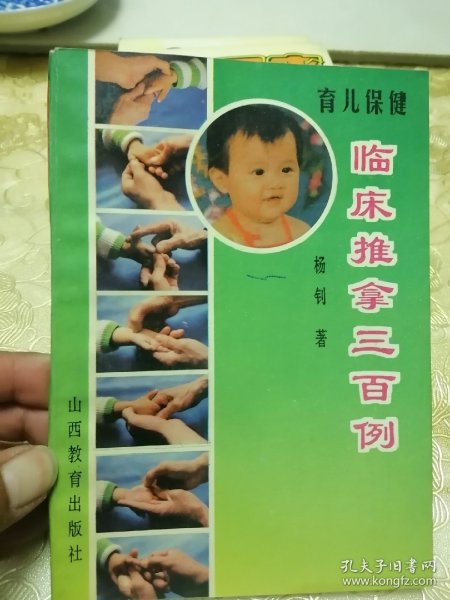 育儿保健
临床推拿三百例
杨钊 著
山西教育出版社
孔夫子旧书网
www.kongfz.com